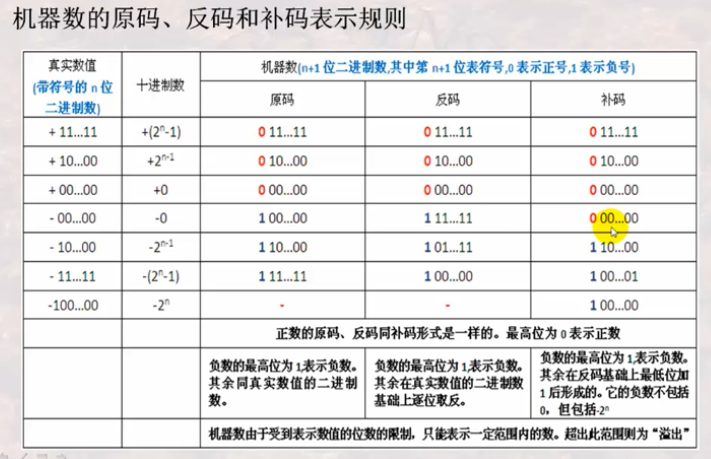 机器数的原码、反码和补码表示规则
真实数值 十进制数 机器数(n+1 位二进制数,其中第 n+1 位表符号,0 表示正号,1 表示负号)
(带符号的 n 位
二进制数)
原码 反码 补码
+ 11...11 +(2ⁿ-1) 0 11...11 0 11...11 0 11...11
+ 10...00 +2ⁿ⁻¹ 0 10...00 0 10...00 0 10...00
+ 00...00 +0 0 00...00 0 00...00 0 00...00
- 00...00 -0 1 00...00 1 11...11 0 00...00
- 10...00 -2ⁿ⁻¹ 1 10...00 1 01...11 1 10...00
- 11...11 -(2ⁿ-1) 1 11...11 1 00...00 1 00...01
-100...00 -2ⁿ - - 1 00...00
正数的原码、反码同补码形式是一样的。最高位为 0 表示正数
负数的最高位为 1,表示负数。
其余同真实数值的二进制
数。
负数的最高位为 1,表示负数。
其余在真实数值的二进制数
基础上逐位取反。
负数的最高位为 1,表示负数。
其余在反码基础上最低位加
1 后形成的。它的负数不包括
0，但包括-2ⁿ
机器数由于受到表示数值的位数的限制，只能表示一定范围内的数。超出此范围则为“溢出”